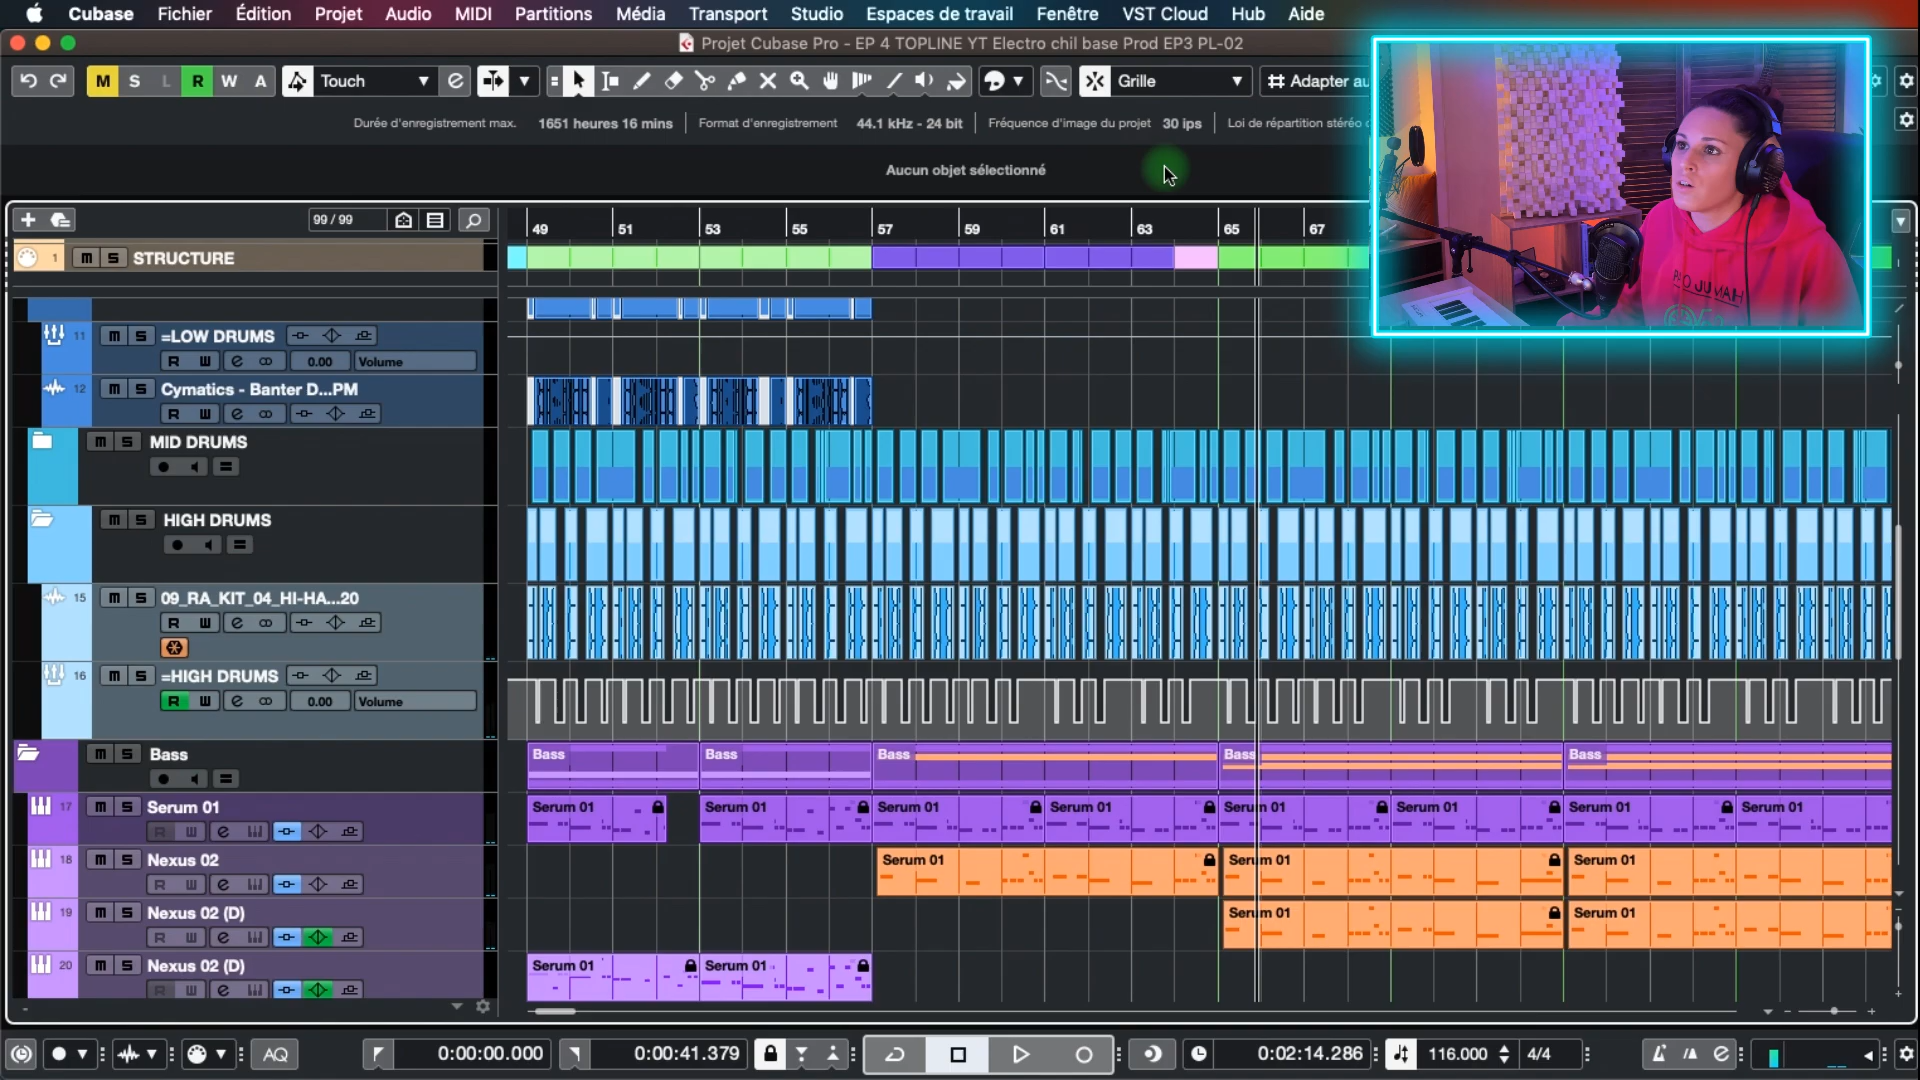 Cubase Fichier Édition Projet Audio MIDI Partitions Média Transport Studio Espaces de travail Fenêtre VST Cloud Hub Aide
Projet Cubase Pro - EP 4 TOPLINE YT Electro chil base Prod EP3 PL-02
M S L R W A Touch Grille Adapter au
Durée d'enregistrement max. 1651 heures 16 mins Format d'enregistrement 44.1 kHz - 24 bit Fréquence d'image du projet 30 ips Loi de répartition stéréo
Aucun objet sélectionné
99 / 99 49 51 53 55 57 59 61 63 65 67
1 m S STRUCTURE
11 m S =LOW DRUMS
R W e 0.00 Volume
12 m S Cymatics - Banter D...PM
R W e
m S MID DRUMS
m S HIGH DRUMS
15 m S 09_RA_KIT_04_HI-HA...20
R W e
16 m S =HIGH DRUMS
R W e 0.00 Volume
m S Bass Bass Bass Bass Bass Bass
17 m S Serum 01 Serum 01 Serum 01 Serum 01 Serum 01 Serum 01 Serum 01 Serum 01 Serum 01
R W e
18 m S Nexus 02 Serum 01 Serum 01 Serum 01
R W e
19 m S Nexus 02 (D) Serum 01 Serum 01
R W e
20 m S Nexus 02 (D) Serum 01 Serum 01
R W e
AQ 0:00:00.000 0:00:41.379 0:02:14.286 116.000 4/4